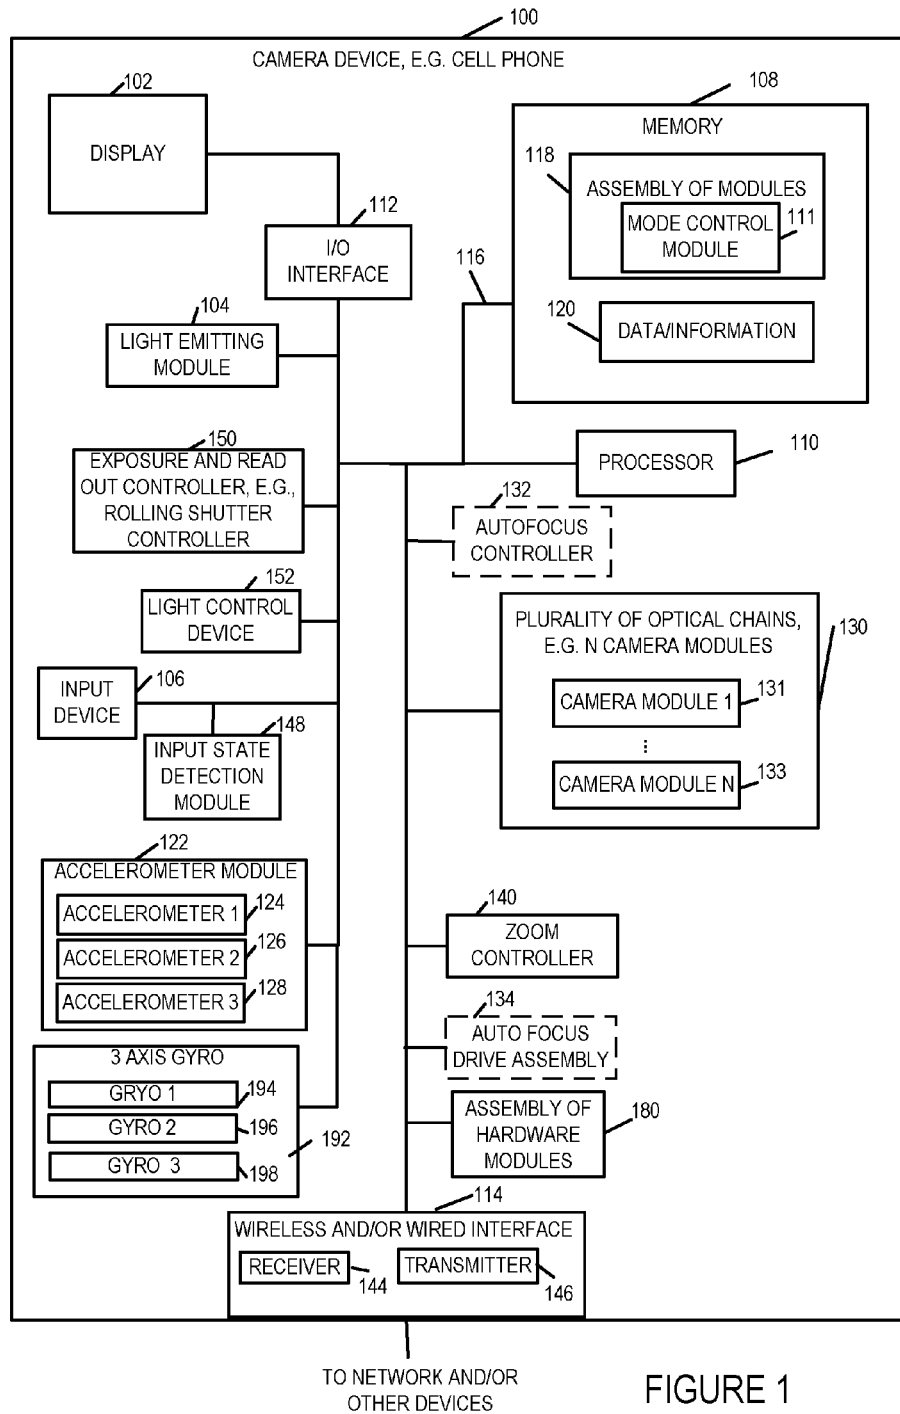 100
CAMERA DEVICE, E.G. CELL PHONE
102
DISPLAY
112
I/O
INTERFACE
104
LIGHT EMITTING
MODULE
150
EXPOSURE AND READ
OUT CONTROLLER, E.G.,
ROLLING SHUTTER
CONTROLLER
152
LIGHT CONTROL
DEVICE
INPUT
DEVICE
106
148
INPUT STATE
DETECTION
MODULE
122
ACCELEROMETER MODULE
ACCELEROMETER 1
124
ACCELEROMETER 2
126
ACCELEROMETER 3
128
3 AXIS GYRO
GRYO 1
194
GYRO 2
196
GYRO 3
198
192
108
MEMORY
118
ASSEMBLY OF MODULES
MODE CONTROL
MODULE
111
116
120
DATA/INFORMATION
PROCESSOR
110
132
AUTOFOCUS
CONTROLLER
PLURALITY OF OPTICAL CHAINS,
E.G. N CAMERA MODULES
130
CAMERA MODULE 1
131
...
CAMERA MODULE N
133
140
ZOOM
CONTROLLER
134
AUTO FOCUS
DRIVE ASSEMBLY
ASSEMBLY OF
HARDWARE
MODULES
180
114
WIRELESS AND/OR WIRED INTERFACE
RECEIVER
144
TRANSMITTER
146
TO NETWORK AND/OR
OTHER DEVICES
FIGURE 1